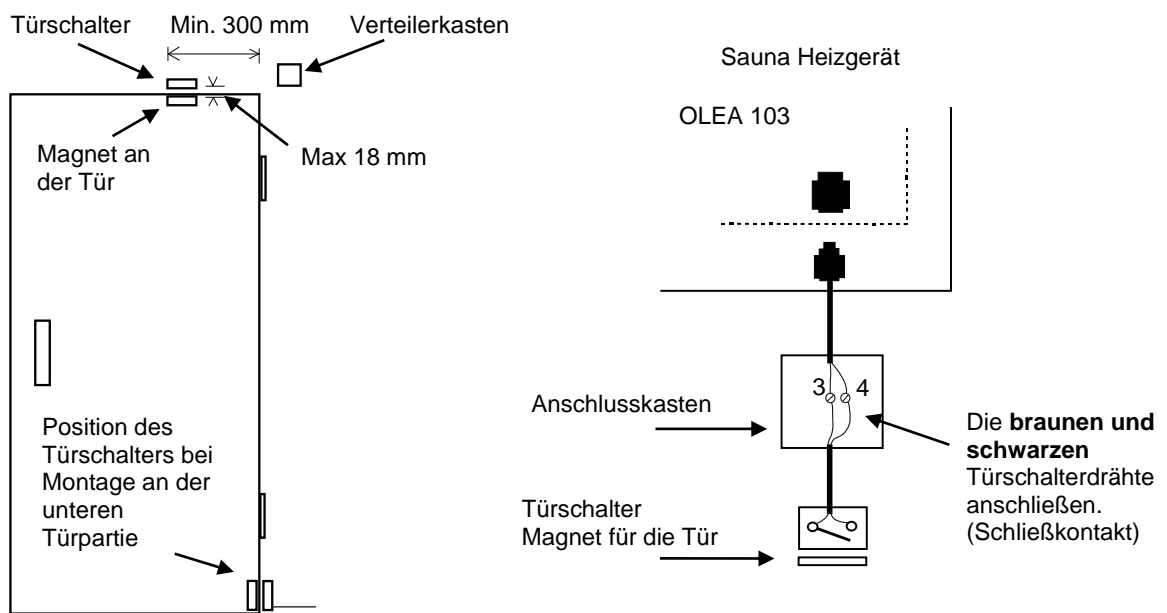 Türschalter
Min. 300 mm
Verteilerkasten
Magnet an
der Tür
Max 18 mm
Position des
Türschalters bei
Montage an der
unteren
Türpartie
Sauna Heizgerät
OLEA 103
3 4
Anschlusskasten
Die braunen und
schwarzen
Türschalterdrähte
anschließen.
(Schließkontakt)
Türschalter
Magnet für die Tür